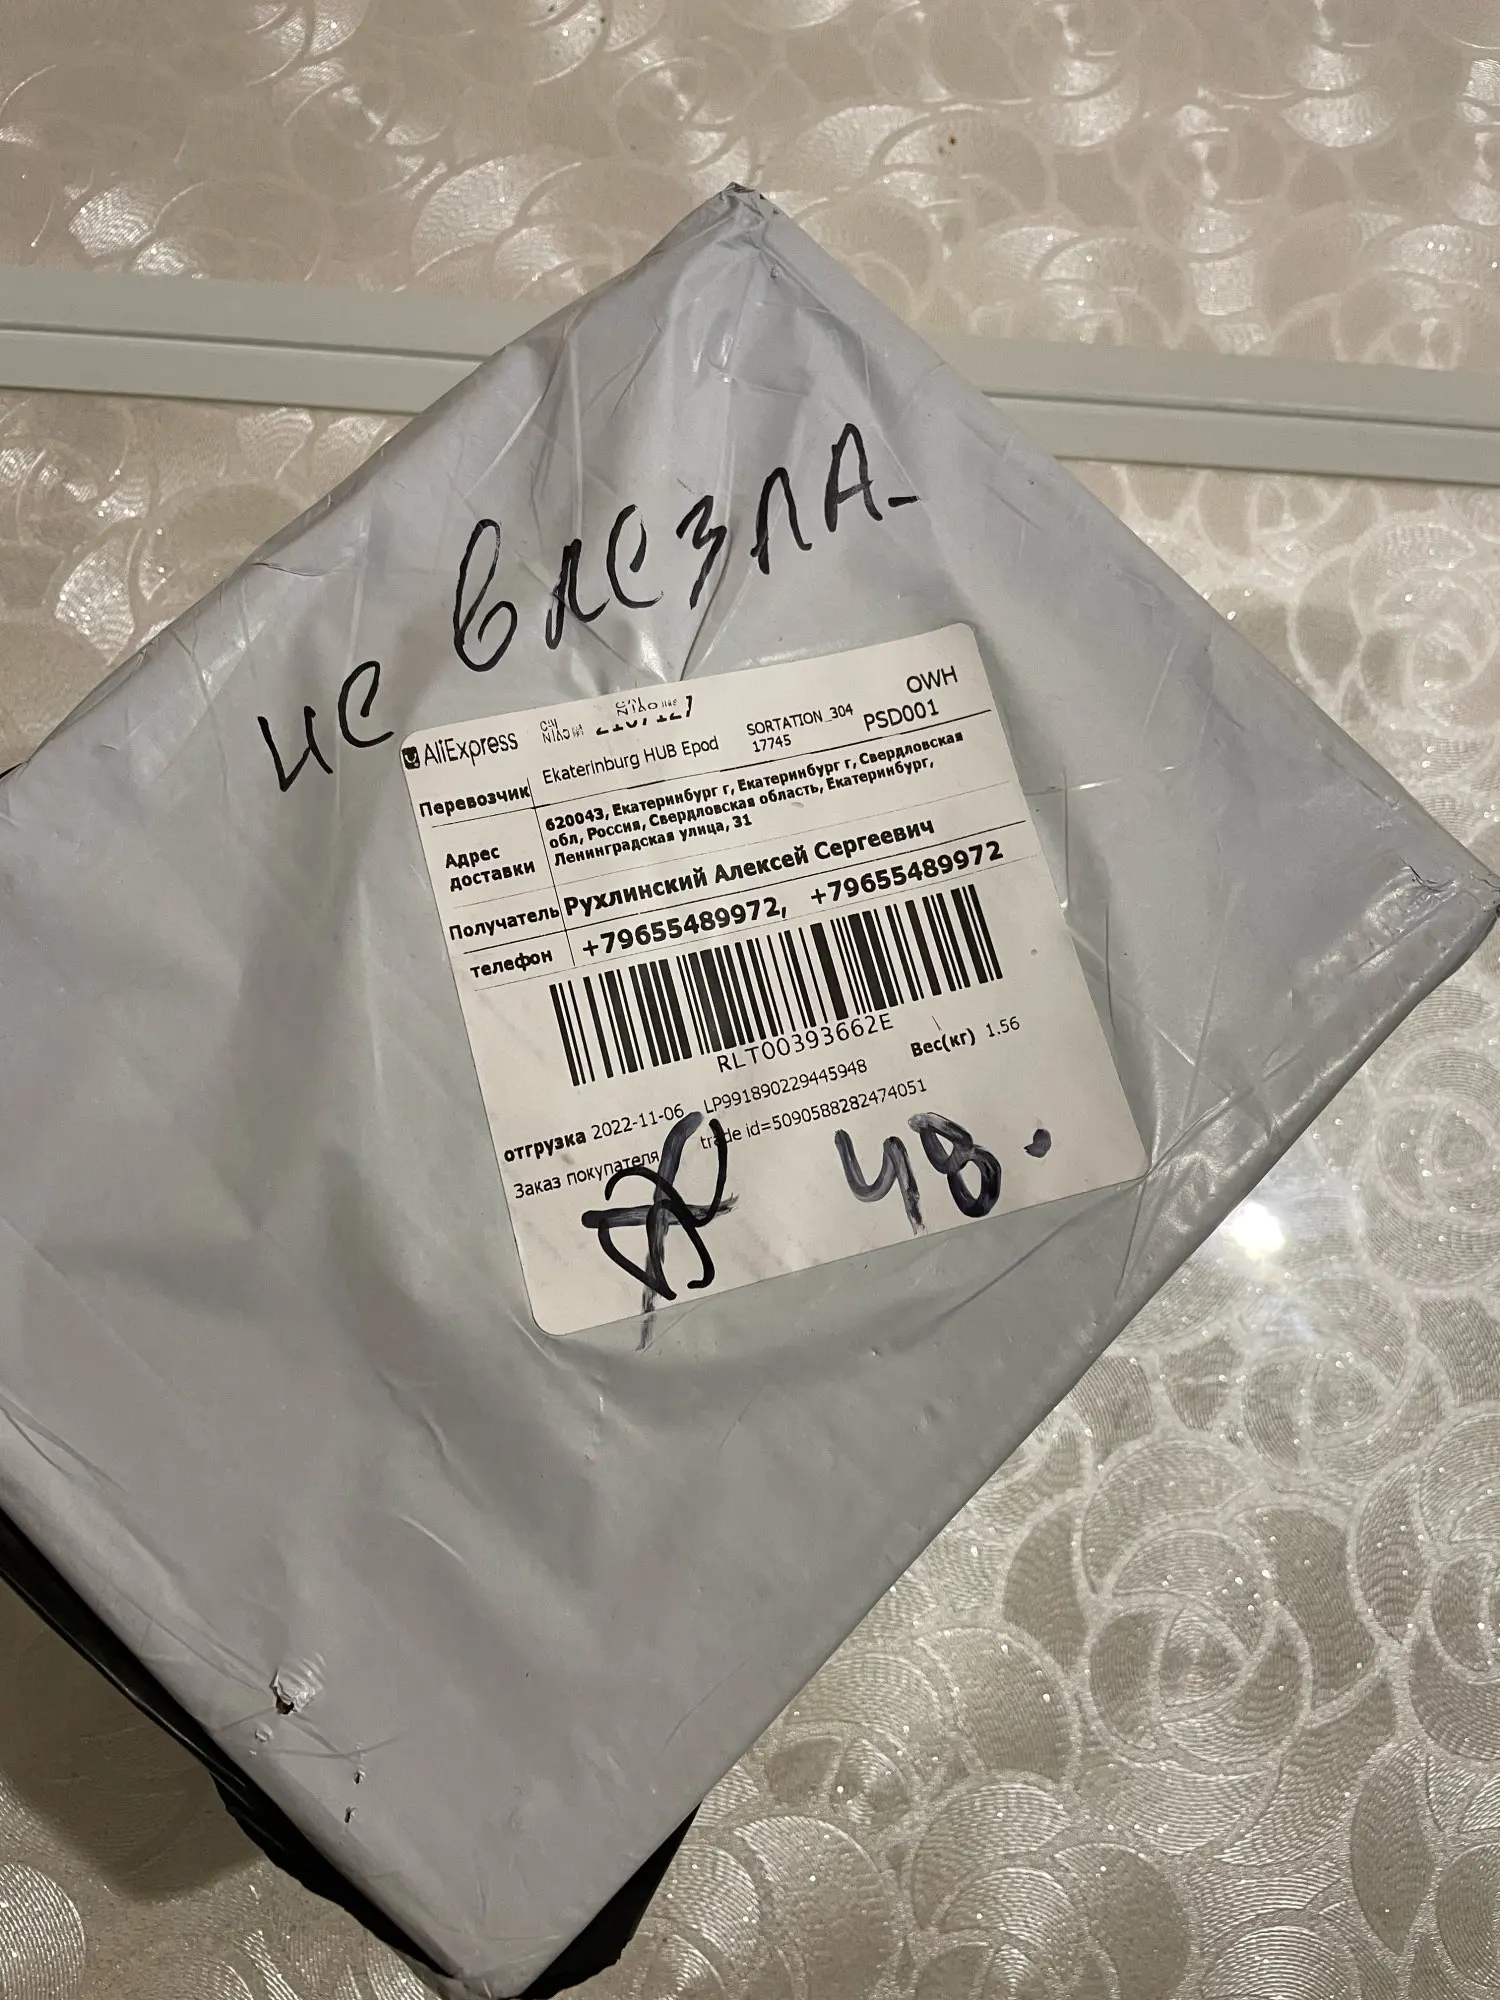 не влезла
AliExpress
OWH
Перевозчик Ekaterinburg HUB Epod SORTATION_304 PSD001
17745
Адрес доставки 620043, Екатеринбург г, Екатеринбург г, Свердловская
обл, Россия, Свердловская область, Екатеринбург,
Ленинградская улица, 31
Получатель Рухлинский Алексей Сергеевич
телефон +79655489972, +79655489972
RLT00393662E
отгрузка 2022-11-06 LP991890229445948 Вес(кг) 1.56
Заказ покупателя trade id=5090588282474051
48.